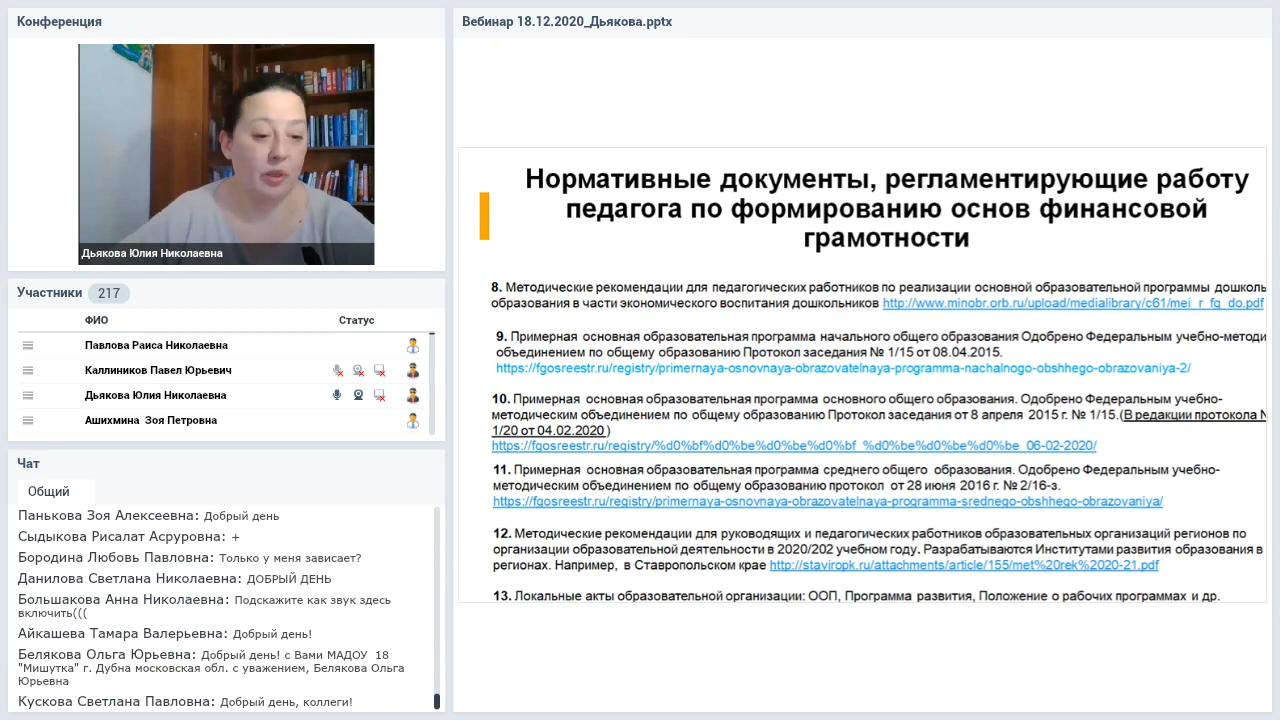 Конференция
Дьякова Юлия Николаевна
Участники 217
ФИО Статус
Павлова Раиса Николаевна
Каллиников Павел Юрьевич
Дьякова Юлия Николаевна
Ашихмина Зоя Петровна
Чат
Общий
Панькова Зоя Алексеевна: Добрый день
Сыдыкова Рисалат Асруровна: +
Бородина Любовь Павловна: Только у меня зависает?
Данилова Светлана Николаевна: ДОБРЫЙ ДЕНЬ
Большакова Анна Николаевна: Подскажите как звук здесь
включить(((
Айкашева Тамара Валерьевна: Добрый день!
Белякова Ольга Юрьевна: Добрый день! с Вами МАДОУ 18
"Мишутка" г. Дубна московская обл. с уважением, Белякова Ольга
Юрьевна
Кускова Светлана Павловна: Добрый день, коллеги!
Вебинар 18.12.2020_Дьякова.pptx
Нормативные документы, регламентирующие работу
педагога по формированию основ финансовой
грамотности
8. Методические рекомендации для педагогических работников по реализации основной образовательной программы дошколь
образования в части экономического воспитания дошкольников http://www.minobr.orb.ru/upload/medialibrary/c61/mei_r_fg_do.pdf
9. Примерная основная образовательная программа начального общего образования Одобрено Федеральным учебно-методи
объединением по общему образованию Протокол заседания № 1/15 от 08.04.2015.
https://fgosreestr.ru/registry/primernaya-osnovnaya-obrazovatelnaya-programma-nachalnogo-obshhego-obrazovaniya-2/
10. Примерная основная образовательная программа основного общего образования. Одобрено Федеральным учебно-
методическим объединением по общему образованию Протокол заседания от 8 апреля 2015 г. № 1/15.(В редакции протокола №
1/20 от 04.02.2020 )
https://fgosreestr.ru/registry/%d0%bf%d0%be%d0%be%d0%bf_%d0%be%d0%be%d0%be_06-02-2020/
11. Примерная основная образовательная программа среднего общего образования. Одобрено Федеральным учебно-
методическим объединением по общему образованию протокол от 28 июня 2016 г. № 2/16-з.
https://fgosreestr.ru/registry/primernaya-osnovnaya-obrazovatelnaya-programma-srednego-obshhego-obrazovaniya/
12. Методические рекомендации для руководящих и педагогических работников образовательных организаций регионов по
организации образовательной деятельности в 2020/202 учебном году. Разрабатываются Институтами развития образования в
регионах. Например, в Ставропольском крае http://staviropk.ru/attachments/article/155/met%20rek%2020-21.pdf
13. Локальные акты образовательной организации: ООП, Программа развития, Положение о рабочих программах и др.